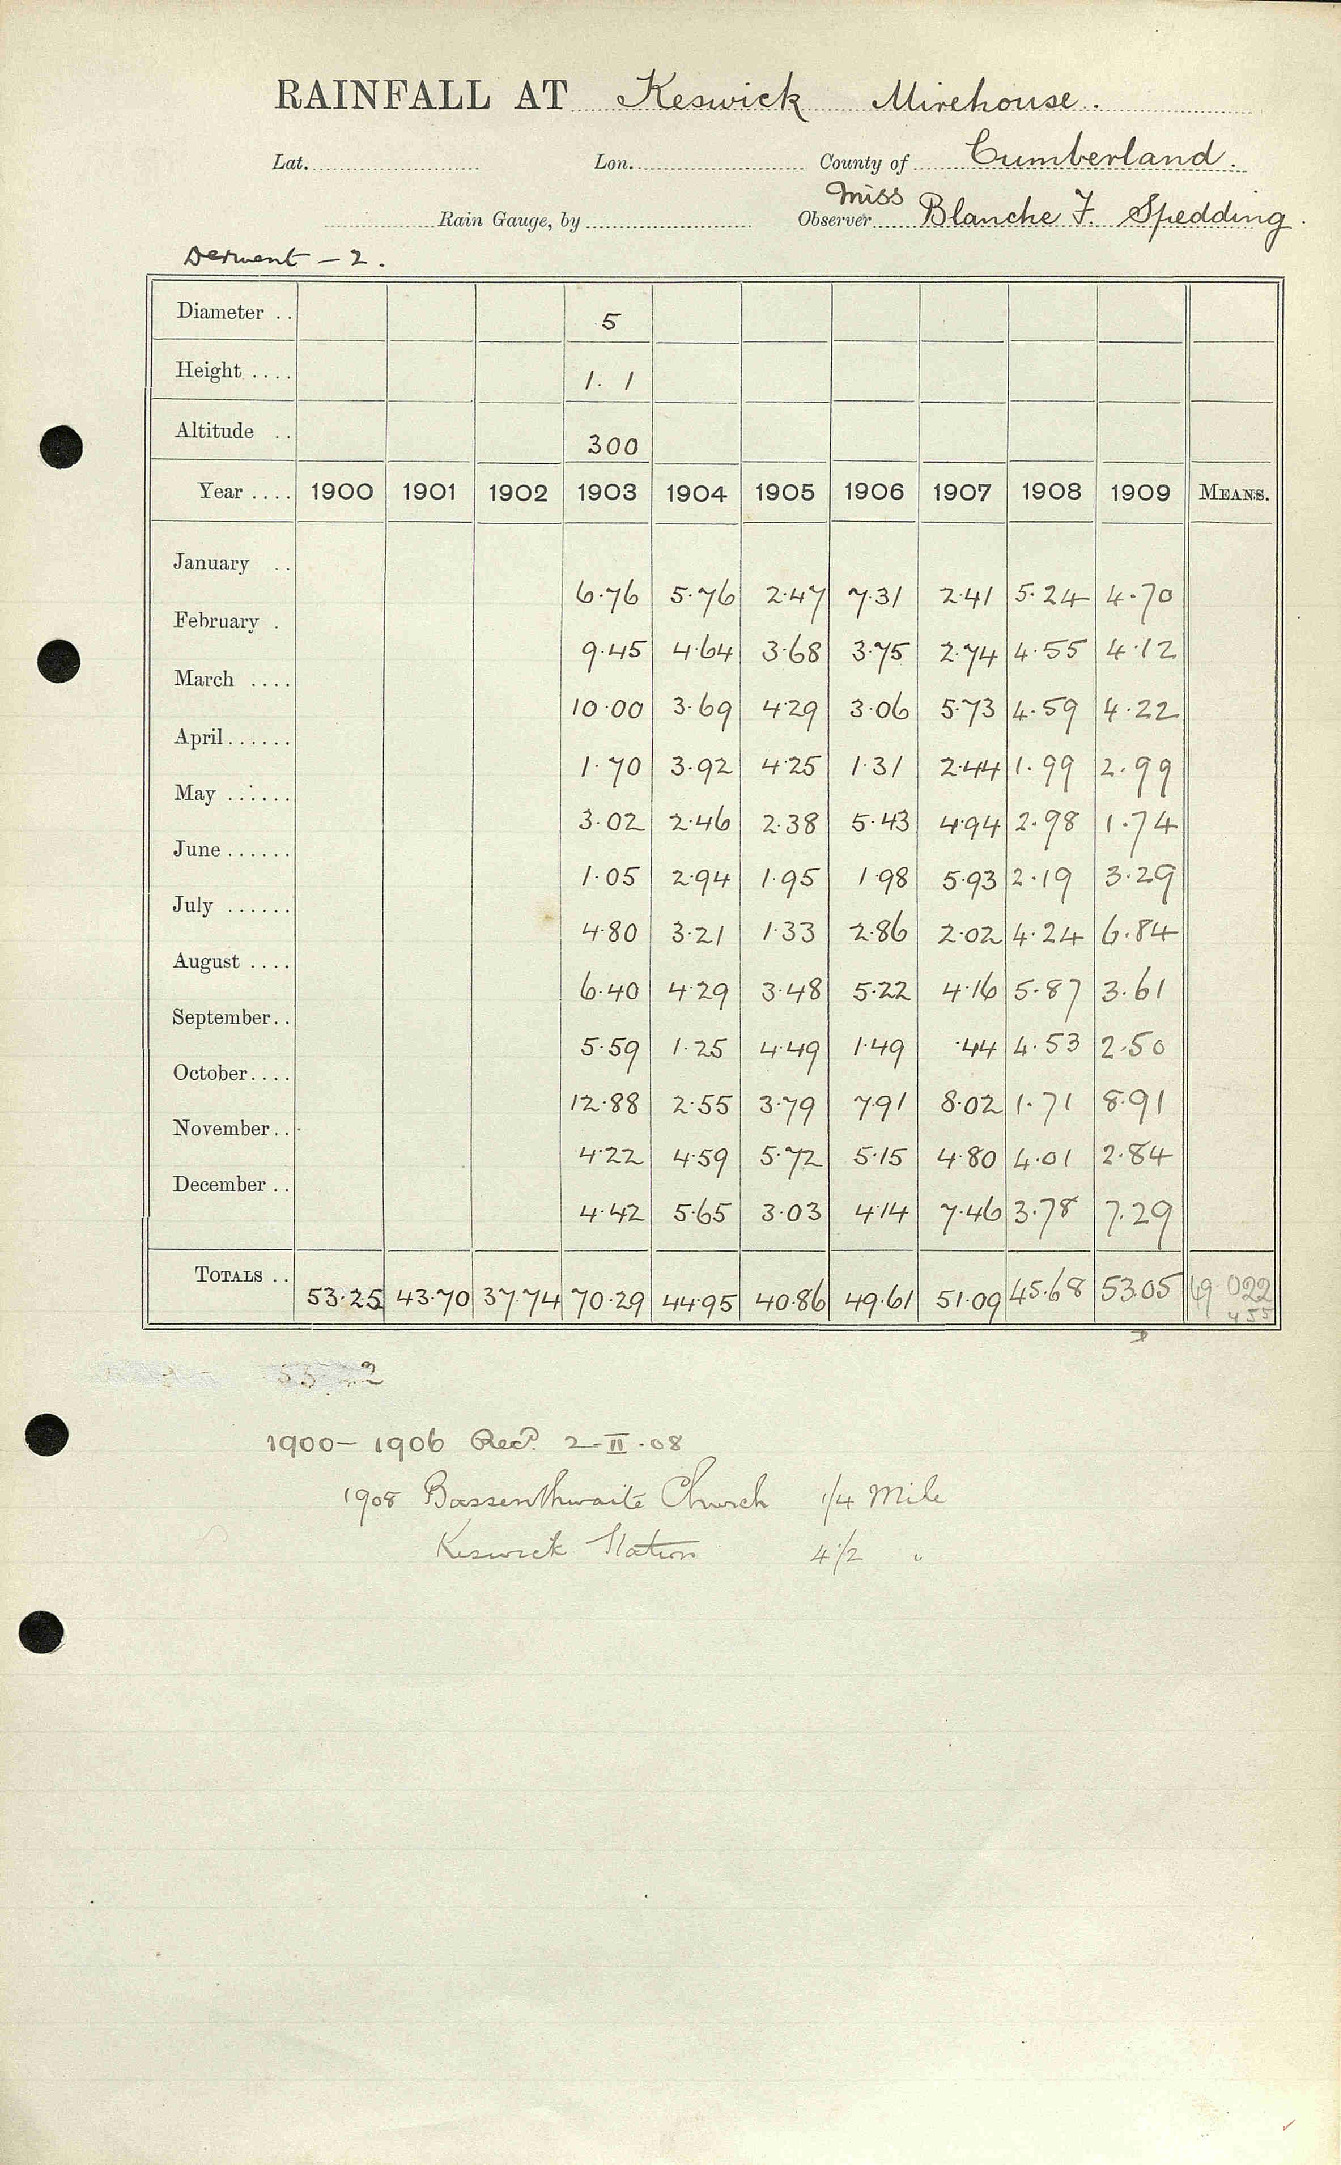 RAINFALL AT Keswick Mirehouse.
Lat. Lon. County of Cumberland.
Rain Gauge, by Observer Miss Blanche F. Spedding.
Derwent – 2.
Diameter .. 5
Height .... 1. 1
Altitude .. 300
Year .... 1900 1901 1902 1903 1904 1905 1906 1907 1908 1909 MEANS.
January .. 6.76 5.76 2.47 7.31 2.41 5.24 4.70
February . 9.45 4.64 3.68 3.75 2.74 4.55 4.12
March .... 10.00 3.69 4.29 3.06 5.73 4.59 4.22
April...... 1.70 3.92 4.25 1.31 2.44 1.99 2.99
May ...... 3.02 2.46 2.38 5.43 4.94 2.98 1.74
June ...... 1.05 2.94 1.95 1.98 5.93 2.19 3.29
July ...... 4.80 3.21 1.33 2.86 2.02 4.24 6.84
August .... 6.40 4.29 3.48 5.22 4.16 5.87 3.61
September.. 5.59 1.25 4.49 1.49 .44 4.53 2.50
October.... 12.88 2.55 3.79 7.91 8.02 1.71 8.91
November.. 4.22 4.59 5.72 5.15 4.80 4.01 2.84
December .. 4.42 5.65 3.03 4.14 7.46 3.78 7.29
TOTALS .. 53.25 43.70 37.74 70.29 44.95 40.86 49.61 51.09 45.68 53.05 49.022
455
1900– 1906 Recd. 2–II.08
1908 Bassenthwaite Church 1/4 Mile
Keswick Station 4 1/2 "